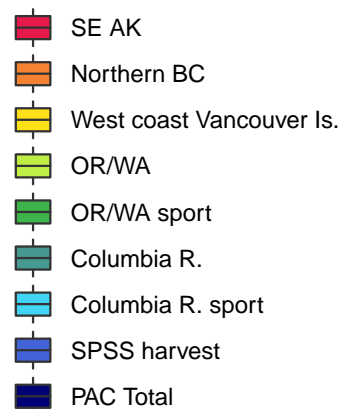 SE AK
Northern BC
West coast Vancouver Is.
OR/WA
OR/WA sport
Columbia R.
Columbia R. sport
SPSS harvest
PAC Total